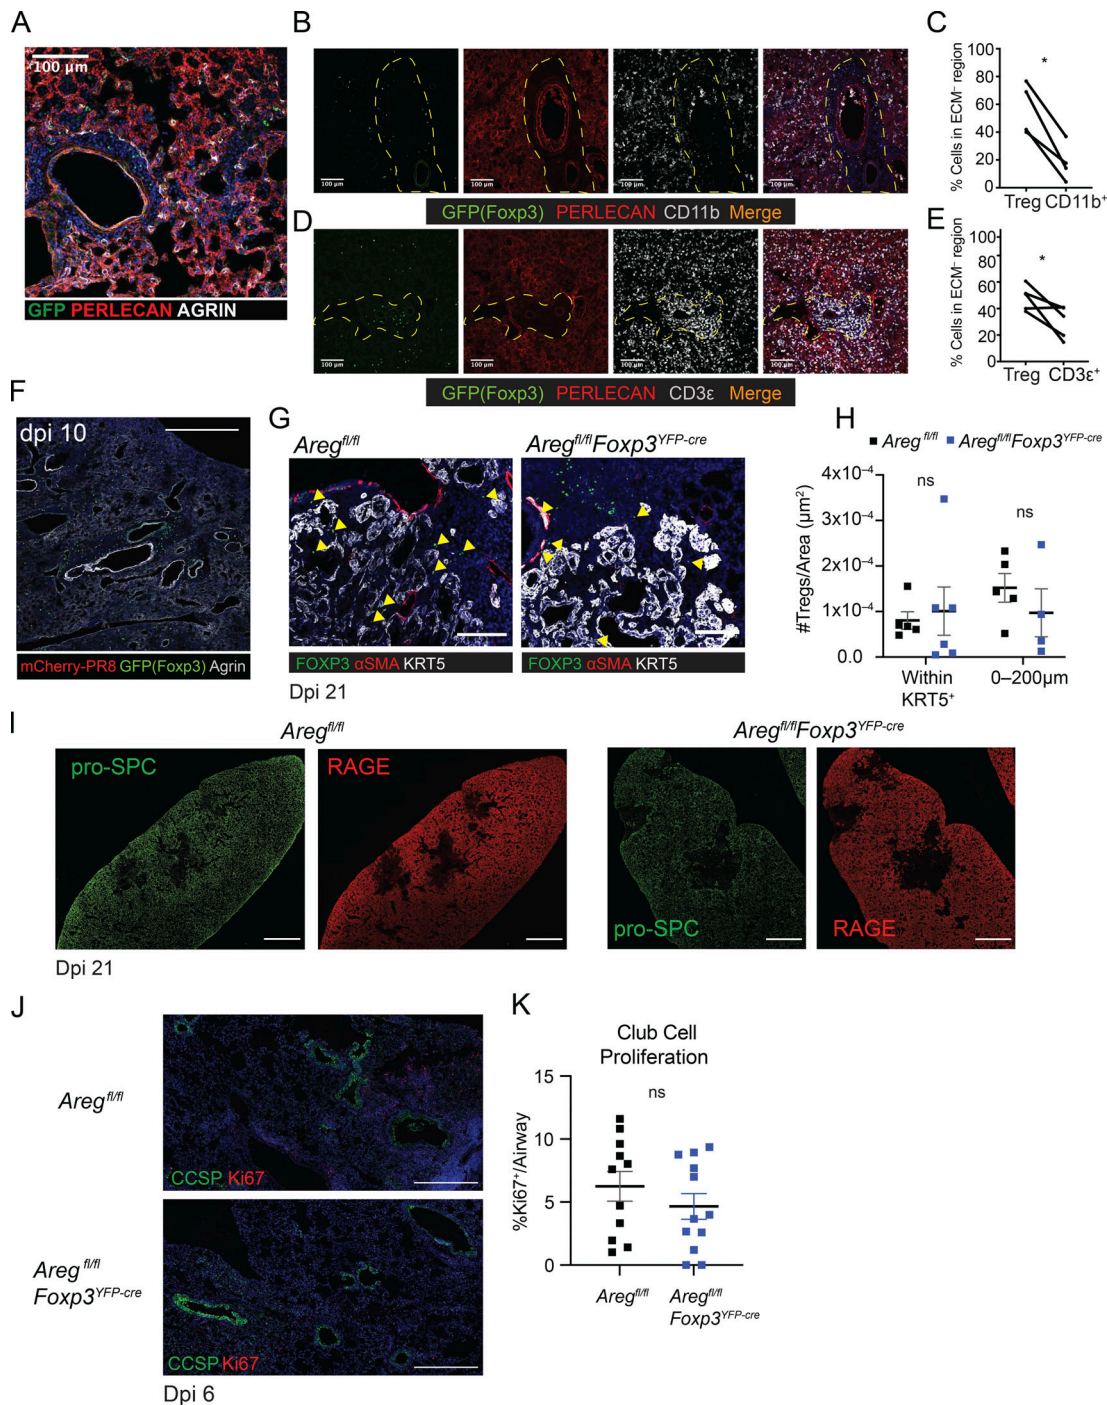 A
100 μm
GFP PERLECAN AGRIN
B
100 μm
100 μm
100 μm
100 μm
GFP(Foxp3) PERLECAN CD11b Merge
C
% Cells in ECM⁻ region
100
80
60
40
20
0
*
Treg CD11b⁺
D
100 μm
100 μm
100 μm
100 μm
GFP(Foxp3) PERLECAN CD3ε Merge
E
% Cells in ECM⁻ region
100
80
60
40
20
0
*
Treg CD3ε⁺
F
dpi 10
mCherry-PR8 GFP(Foxp3) Agrin
G
Areg^fl/fl
Areg^fl/fl Foxp3^YFP-cre
FOXP3 αSMA KRT5
FOXP3 αSMA KRT5
Dpi 21
H
Areg^fl/fl
Areg^fl/fl Foxp3^YFP-cre
#Tregs/Area (μm²)
4x10⁻⁴
3x10⁻⁴
2x10⁻⁴
1x10⁻⁴
0.0
ns
ns
Within
KRT5⁺
0–200μm
I
Areg^fl/fl
Areg^fl/fl Foxp3^YFP-cre
pro-SPC
RAGE
pro-SPC
RAGE
Dpi 21
J
Areg^fl/fl
CCSP Ki67
Areg^fl/fl
Foxp3^YFP-cre
CCSP Ki67
Dpi 6
K
Club Cell
Proliferation
%Ki67⁺/Airway
15
10
5
0
ns
Areg^fl/fl
Areg^fl/fl
Foxp3^YFP-cre